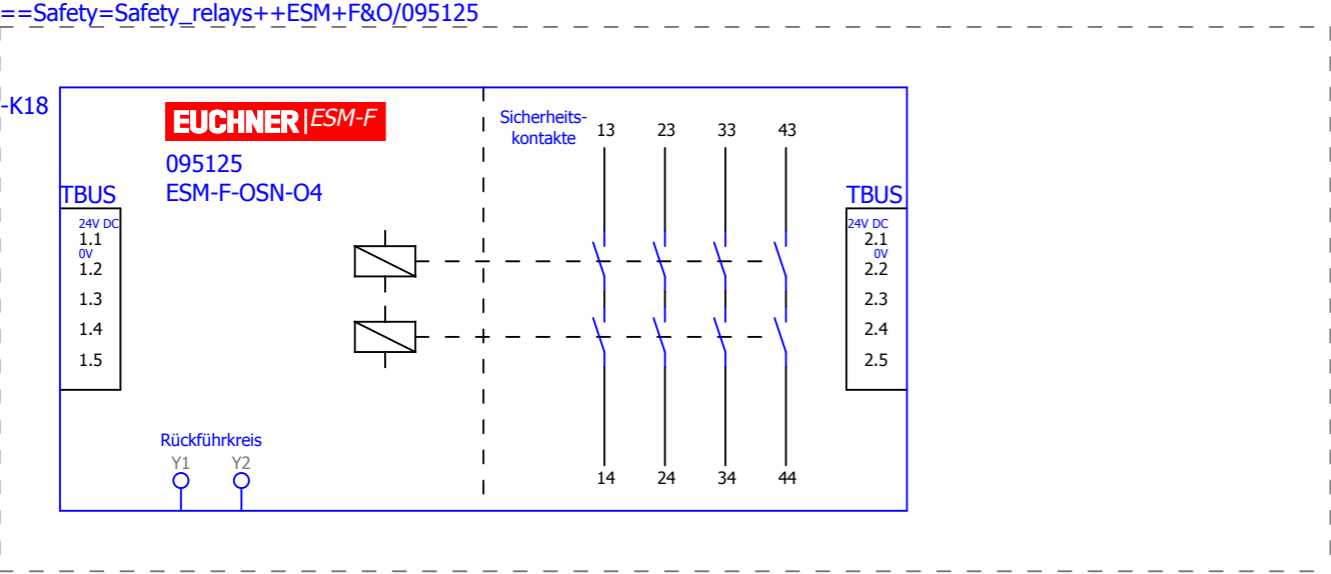 ==Safety=Safety_relays++ESM+F&O/095125
-K18
EUCHNER|ESM-F
095125
ESM-F-OSN-O4
Sicherheits-
kontakte
13 23 33 43
TBUS
24V DC
1.1
0V
1.2
1.3
1.4
1.5
TBUS
24V DC
2.1
0V
2.2
2.3
2.4
2.5
Rückführkreis
Y1 Y2
14 24 34 44